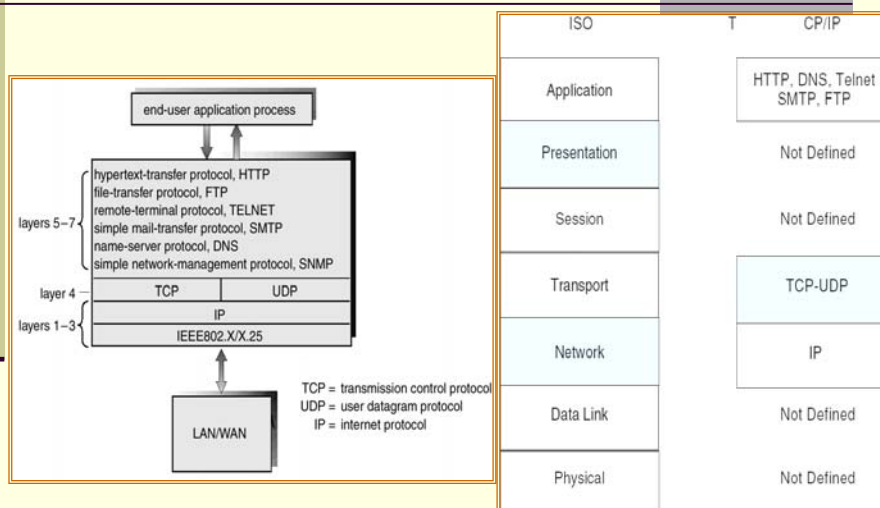 end-user application process
hypertext-transfer protocol, HTTP
file-transfer protocol, FTP
remote-terminal protocol, TELNET
simple mail-transfer protocol, SMTP
name-server protocol, DNS
simple network-management protocol, SNMP
layers 5–7
layer 4
TCP UDP
layers 1–3
IP
IEEE802.X/X.25
LAN/WAN
TCP = transmission control protocol
UDP = user datagram protocol
IP = internet protocol
ISO T CP/IP
Application HTTP, DNS, Telnet
SMTP, FTP
Presentation Not Defined
Session Not Defined
Transport TCP-UDP
Network IP
Data Link Not Defined
Physical Not Defined